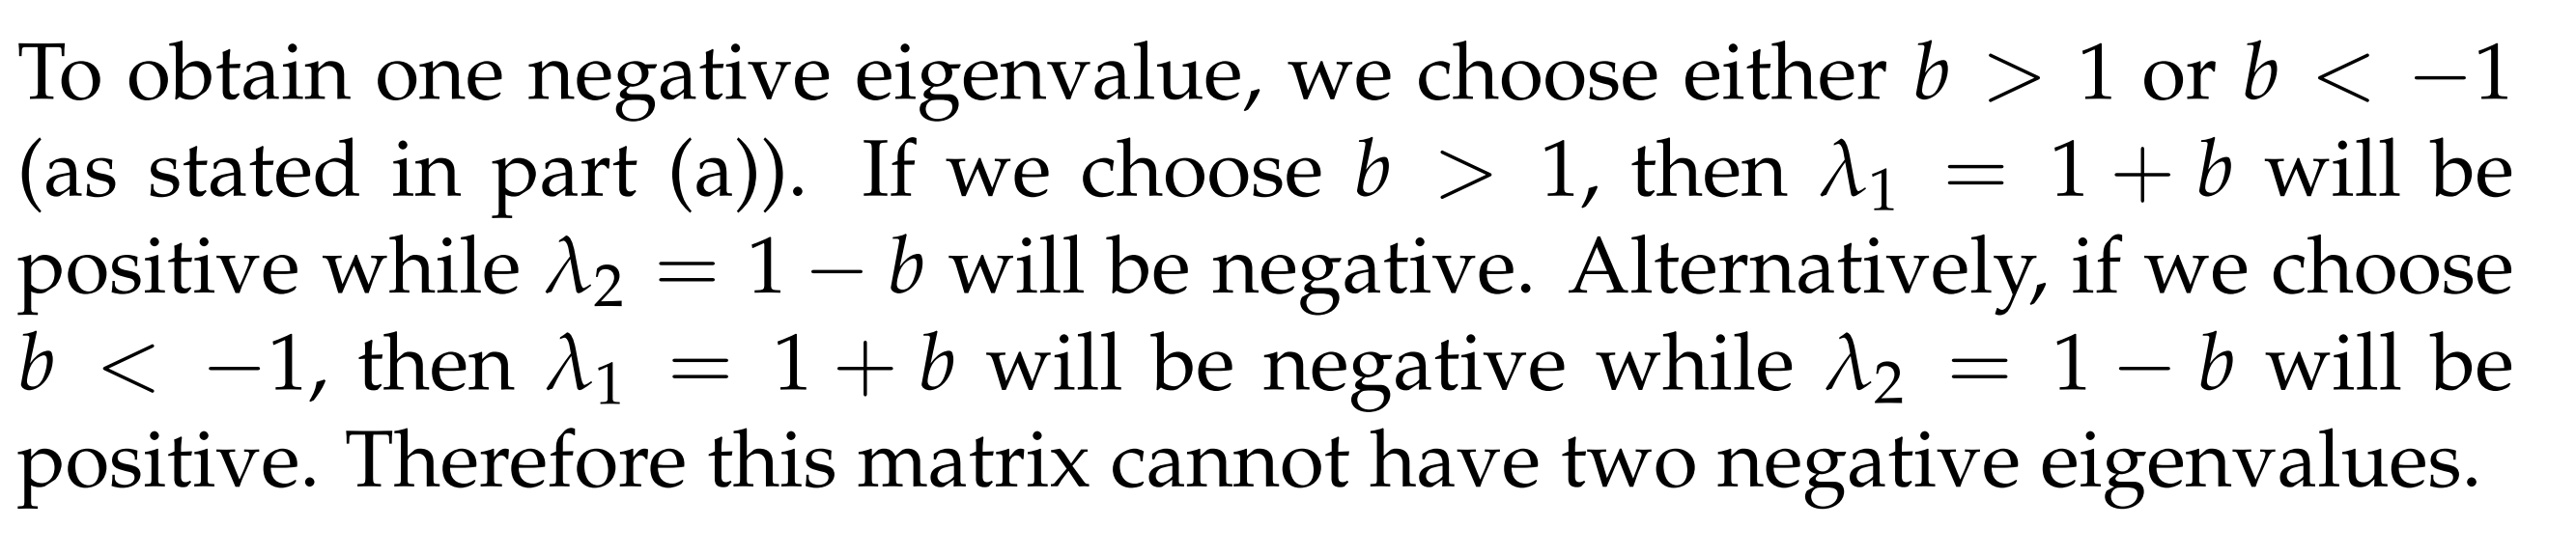 To obtain one negative eigenvalue, we choose either b > 1 or b < −1
(as stated in part (a)). If we choose b > 1, then λ₁ = 1 + b will be
positive while λ₂ = 1 − b will be negative. Alternatively, if we choose
b < −1, then λ₁ = 1 + b will be negative while λ₂ = 1 − b will be
positive. Therefore this matrix cannot have two negative eigenvalues.